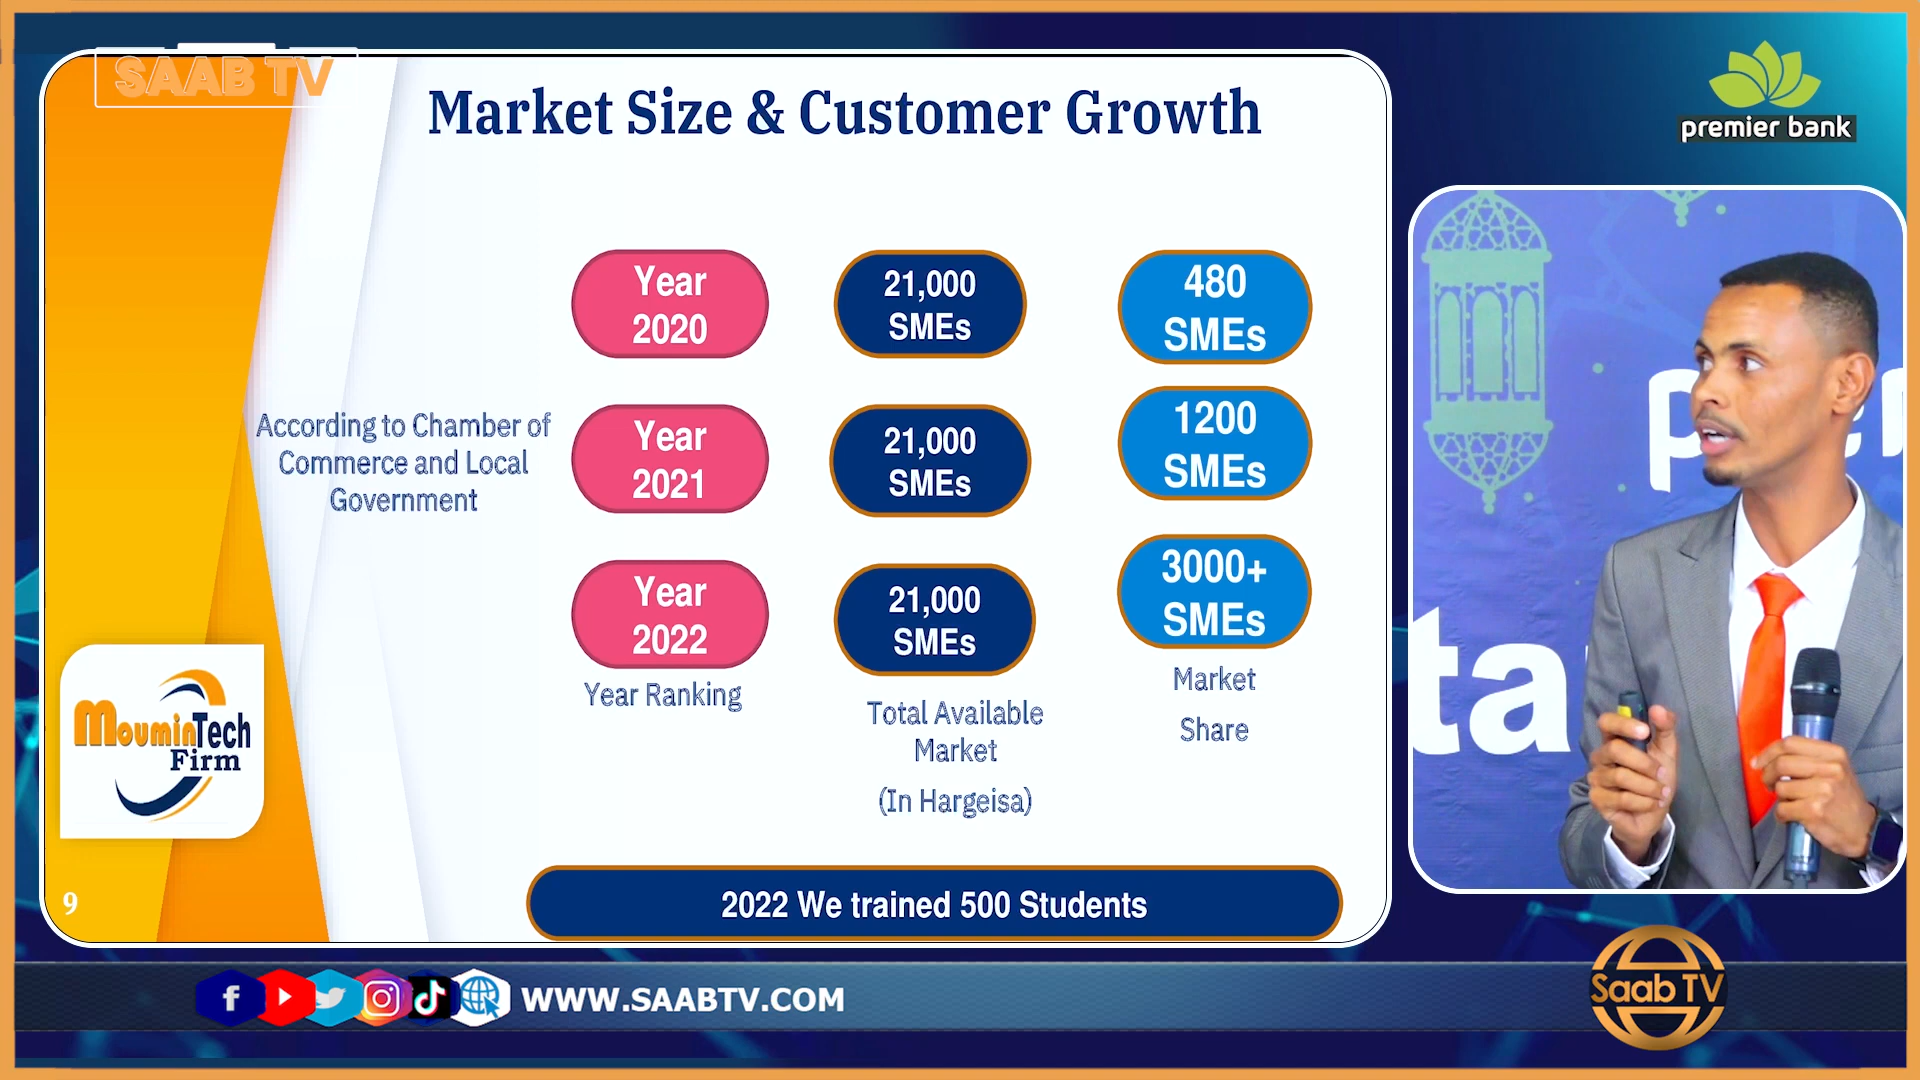 SAAB TV
Market Size & Customer Growth
premier bank
Year
2020
21,000
SMEs
480
SMEs
According to Chamber of
Commerce and Local
Government
Year
2021
21,000
SMEs
1200
SMEs
Year
2022
21,000
SMEs
3000+
SMEs
Year Ranking
Total Available
Market
(In Hargeisa)
Market
Share
MouminTech
Firm
2022 We trained 500 Students
9
ta
WWW.SAABTV.COM
Saab TV